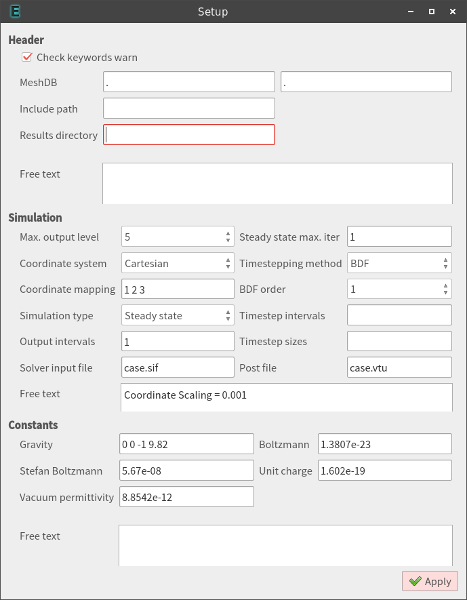 E Setup
Header
Check keywords warn
MeshDB . .
Include path
Results directory
Free text
Simulation
Max. output level 5 Steady state max. iter 1
Coordinate system Cartesian Timestepping method BDF
Coordinate mapping 1 2 3 BDF order 1
Simulation type Steady state Timestep intervals
Output intervals 1 Timestep sizes
Solver input file case.sif Post file case.vtu
Free text Coordinate Scaling = 0.001
Constants
Gravity 0 0 -1 9.82 Boltzmann 1.3807e-23
Stefan Boltzmann 5.67e-08 Unit charge 1.602e-19
Vacuum permittivity 8.8542e-12
Free text
Apply